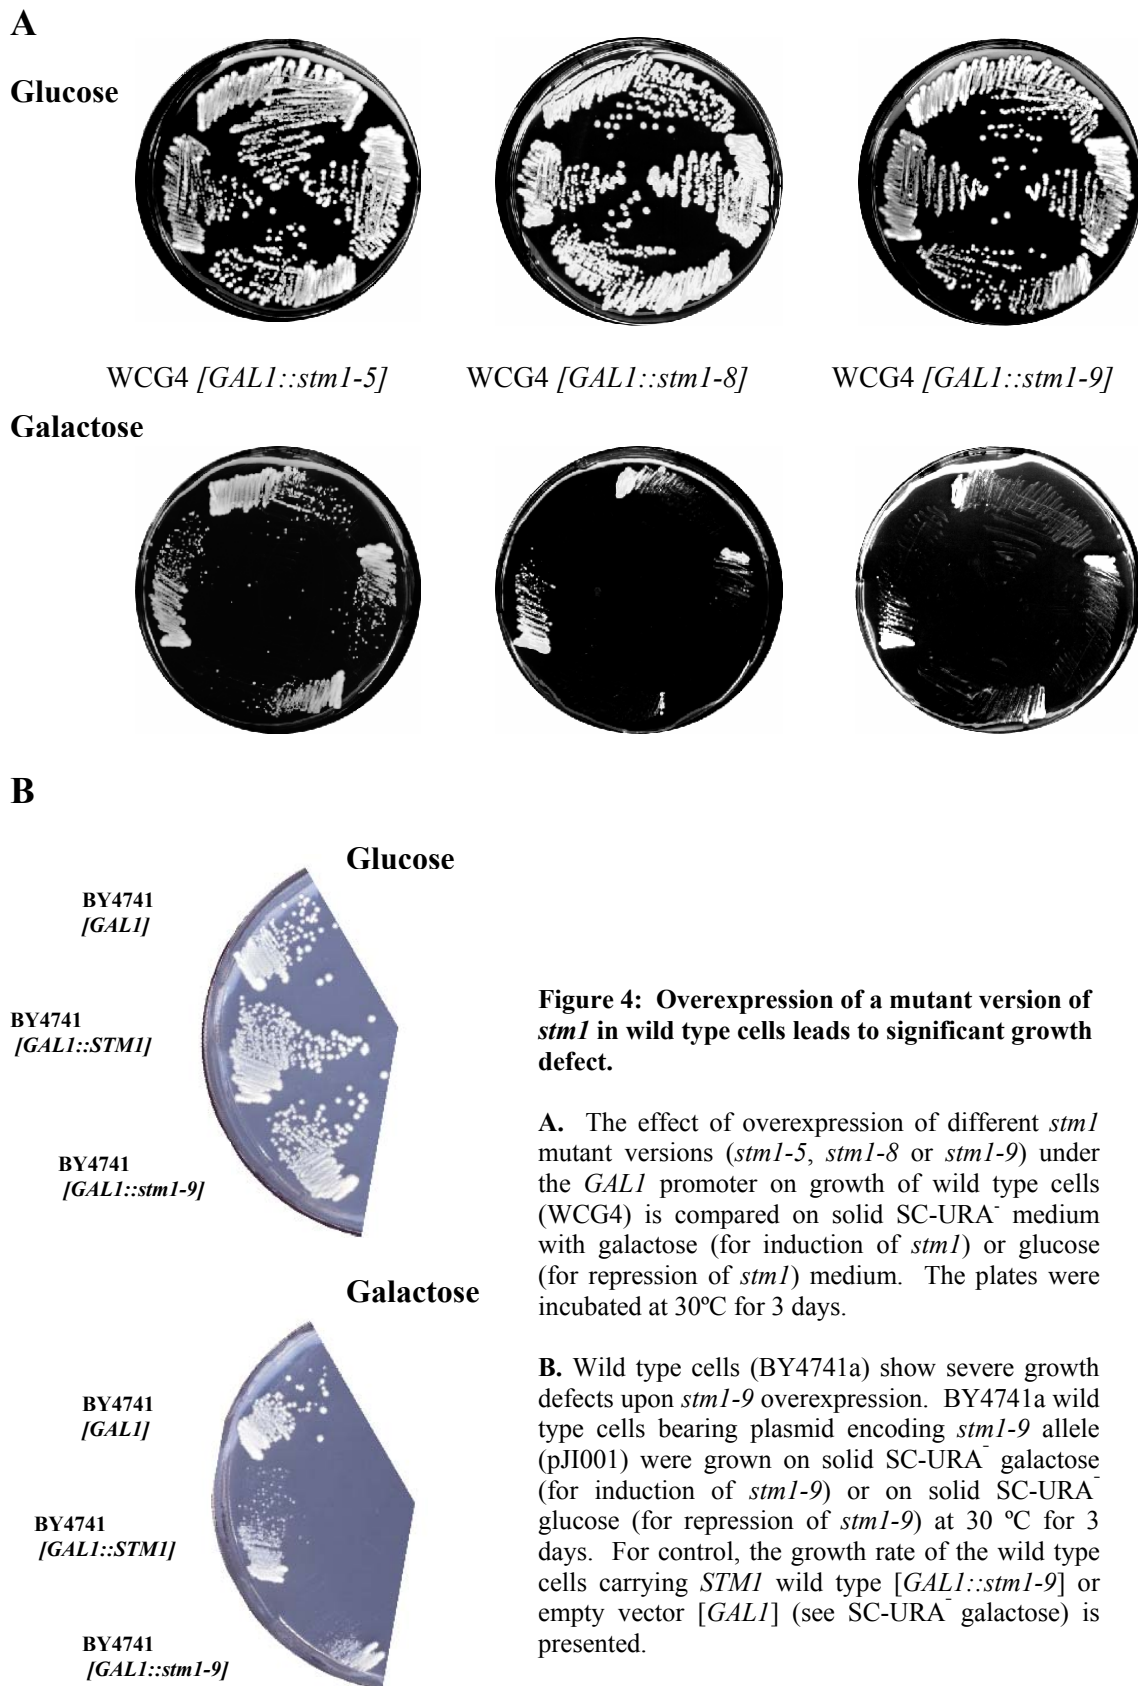 A
Glucose
WCG4 [GAL1::stm1-5]
WCG4 [GAL1::stm1-8]
WCG4 [GAL1::stm1-9]
Galactose
B
Glucose
BY4741
[GAL1]
BY4741
[GAL1::STM1]
BY4741
[GAL1::stm1-9]
Galactose
BY4741
[GAL1]
BY4741
[GAL1::STM1]
BY4741
[GAL1::stm1-9]
Figure 4: Overexpression of a mutant version of
stm1 in wild type cells leads to significant growth
defect.
A. The effect of overexpression of different stm1
mutant versions (stm1-5, stm1-8 or stm1-9) under
the GAL1 promoter on growth of wild type cells
(WCG4) is compared on solid SC-URA⁻ medium
with galactose (for induction of stm1) or glucose
(for repression of stm1) medium. The plates were
incubated at 30ºC for 3 days.
B. Wild type cells (BY4741a) show severe growth
defects upon stm1-9 overexpression. BY4741a wild
type cells bearing plasmid encoding stm1-9 allele
(pJI001) were grown on solid SC-URA⁻ galactose
(for induction of stm1-9) or on solid SC-URA⁻
glucose (for repression of stm1-9) at 30 ºC for 3
days. For control, the growth rate of the wild type
cells carrying STM1 wild type [GAL1::stm1-9] or
empty vector [GAL1] (see SC-URA⁻ galactose) is
presented.